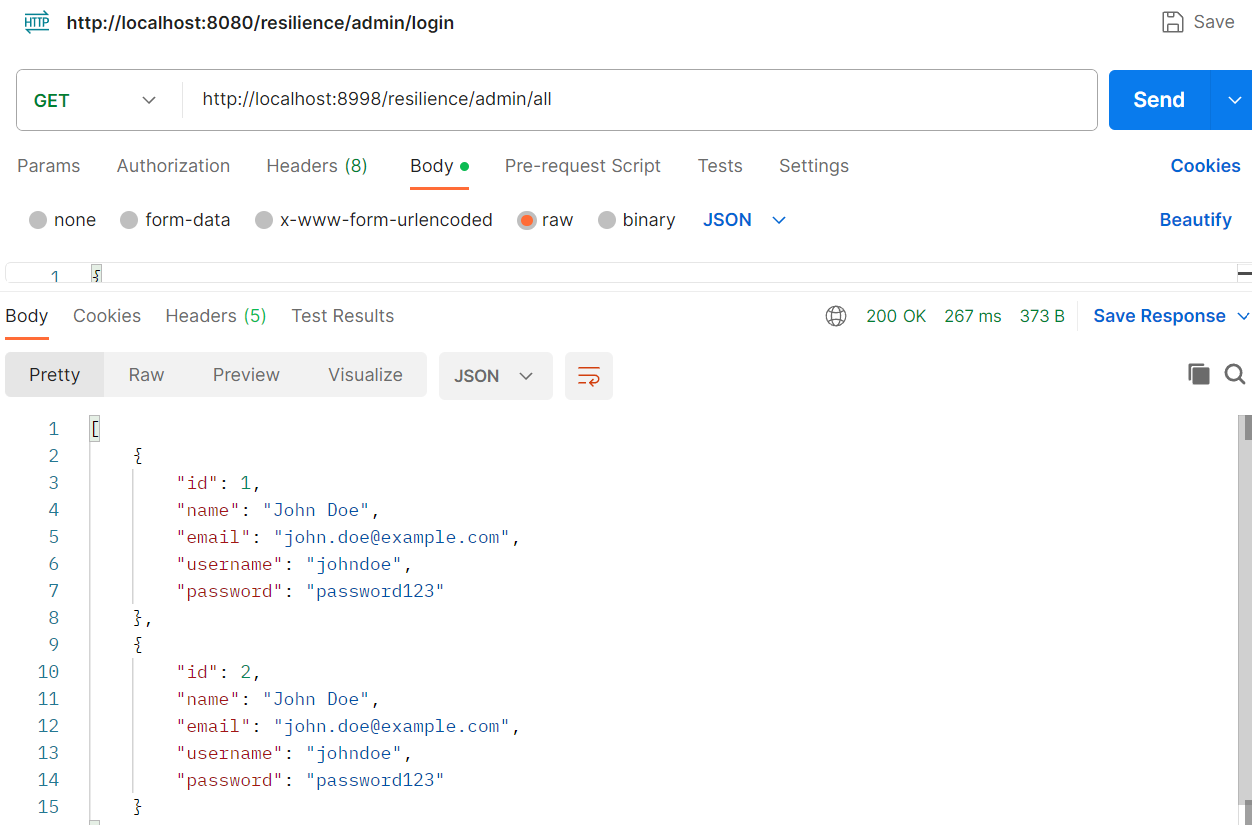 HTTP http://localhost:8080/resilience/admin/login Save
GET http://localhost:8998/resilience/admin/all Send
Params Authorization Headers (8) Body Pre-request Script Tests Settings Cookies
none form-data x-www-form-urlencoded raw binary JSON Beautify
1 {
Body Cookies Headers (5) Test Results 200 OK 267 ms 373 B Save Response
Pretty Raw Preview Visualize JSON
1 [
2 {
3 "id": 1,
4 "name": "John Doe",
5 "email": "john.doe@example.com",
6 "username": "johndoe",
7 "password": "password123"
8 },
9 {
10 "id": 2,
11 "name": "John Doe",
12 "email": "john.doe@example.com",
13 "username": "johndoe",
14 "password": "password123"
15 }